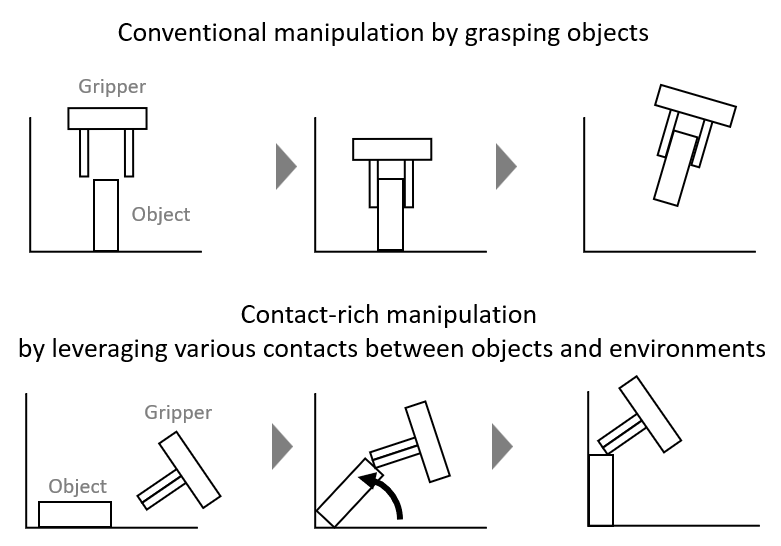 Conventional manipulation by grasping objects
Gripper
Object
Contact-rich manipulation
by leveraging various contacts between objects and environments
Gripper
Object